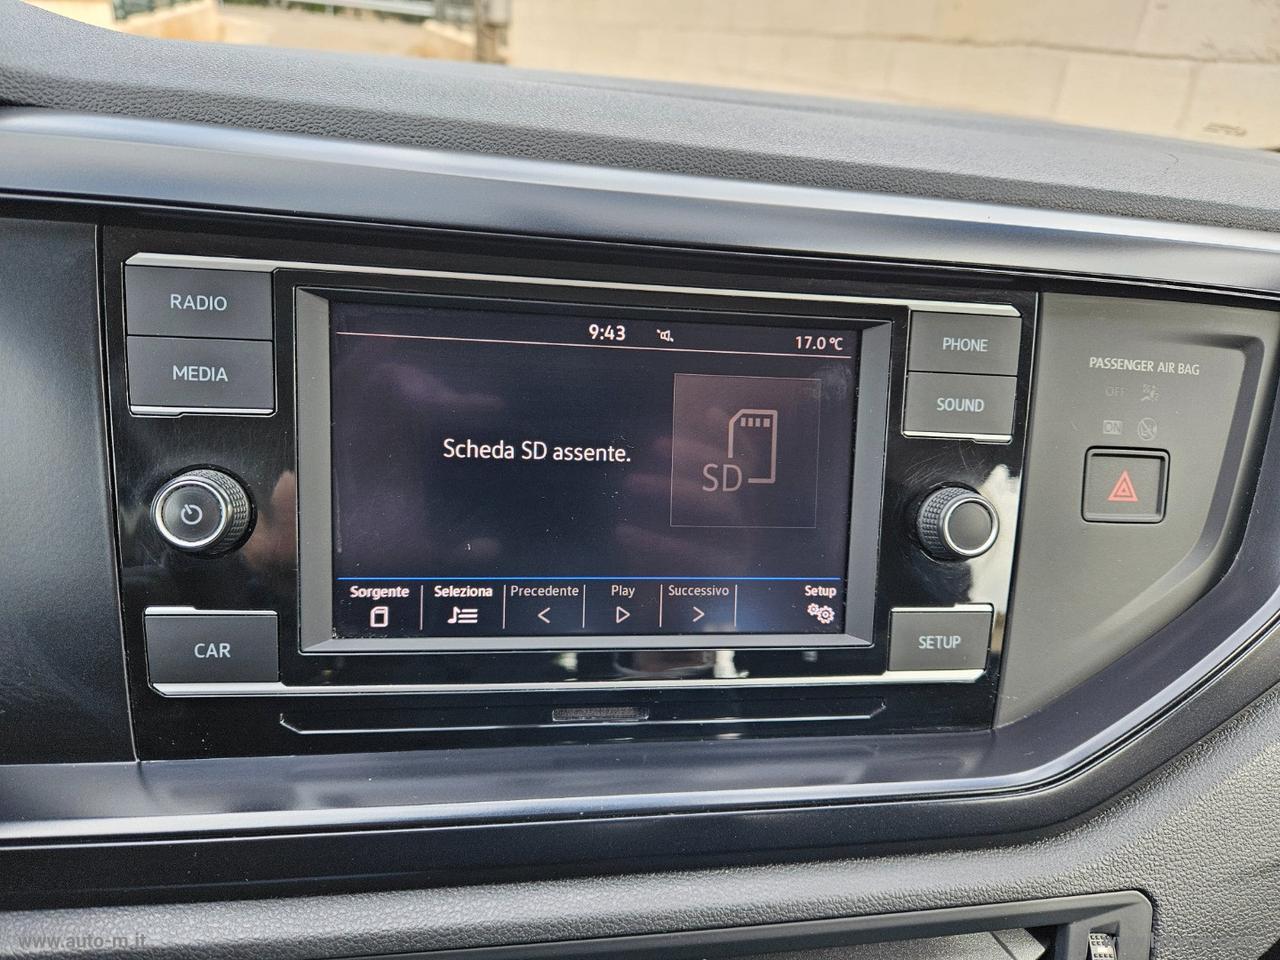 RADIO
MEDIA
9:43
17.0 °C
PHONE
SOUND
PASSENGER AIR BAG
OFF
ON
Scheda SD assente.
SD
Sorgente
Seleziona
Precedente
Play
Successivo
Setup
CAR
SETUP
www.auto-m.it